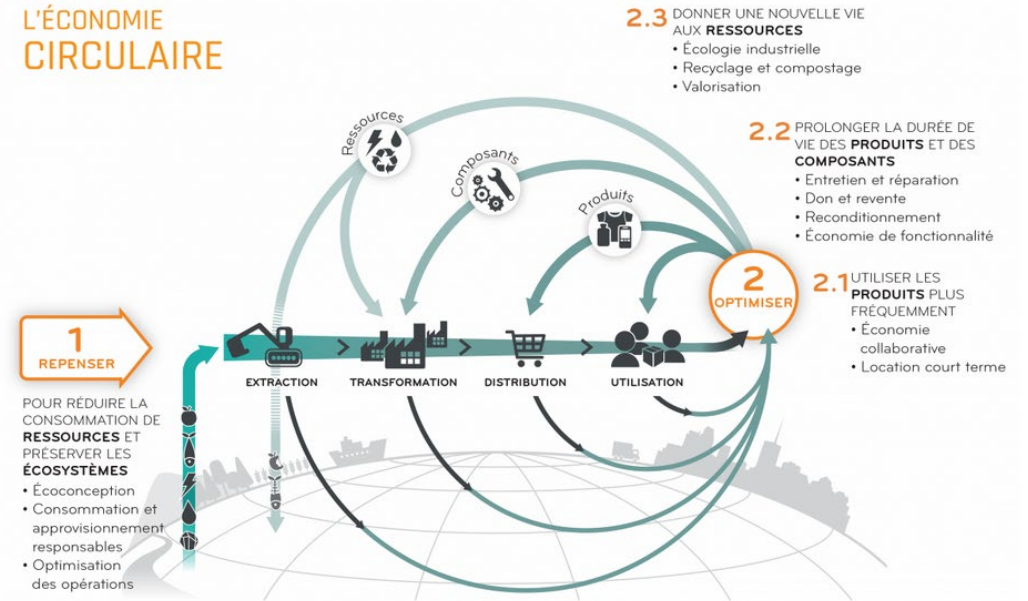 L'ÉCONOMIE
CIRCULAIRE
2.3 DONNER UNE NOUVELLE VIE
AUX RESSOURCES
• Écologie industrielle
• Recyclage et compostage
• Valorisation
2.2 PROLONGER LA DURÉE DE
VIE DES PRODUITS ET DES
COMPOSANTS
• Entretien et réparation
• Don et revente
• Reconditionnement
• Économie de fonctionnalité
2.1 UTILISER LES
PRODUITS PLUS
FRÉQUEMMENT
• Économie
collaborative
• Location court terme
Ressources
Composants
Produits
2
OPTIMISER
1
REPENSER
EXTRACTION
TRANSFORMATION
DISTRIBUTION
UTILISATION
POUR RÉDUIRE LA
CONSOMMATION DE
RESSOURCES ET
PRÉSERVER LES
ÉCOSYSTÈMES
• Écoconception
• Consommation et
approvisionnement
responsables
• Optimisation
des opérations